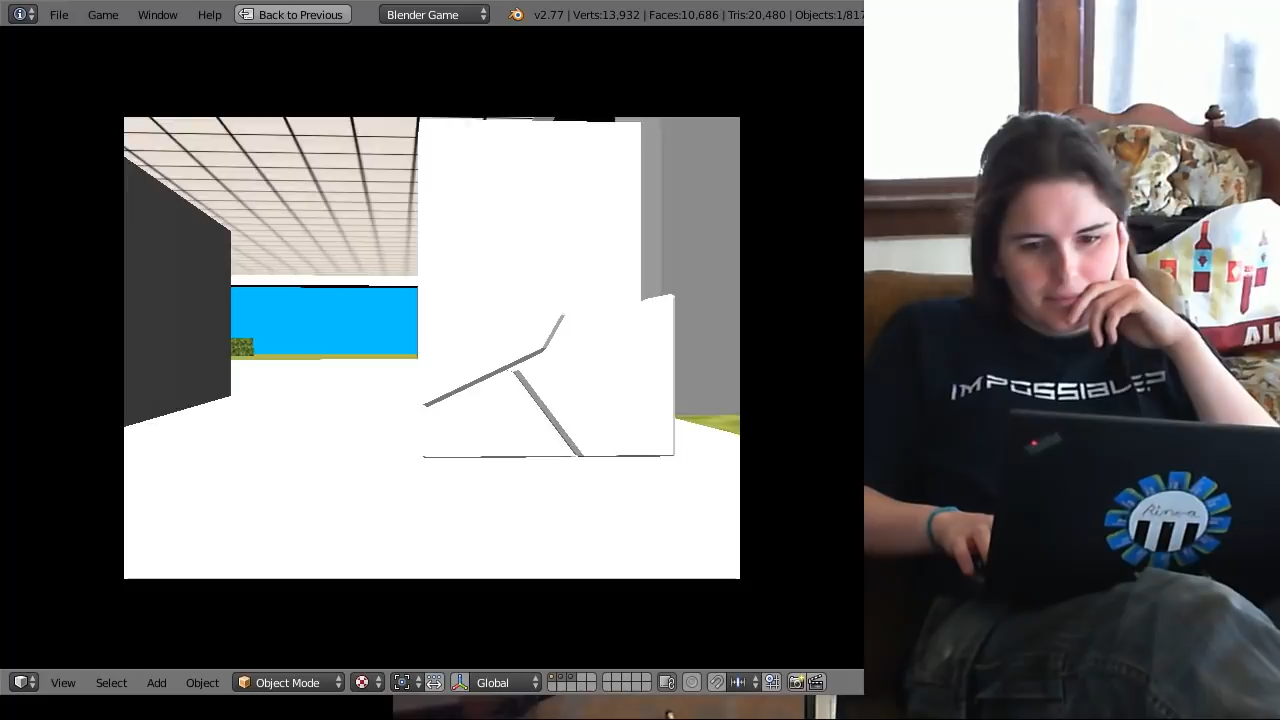 File Game Window Help Back to Previous Blender Game v2.77 | Verts:13,932 | Faces:10,686 | Tris:20,480 | Objects:1/817
IMPOSSIBLE?
Rinoa
View Select Add Object Object Mode Global